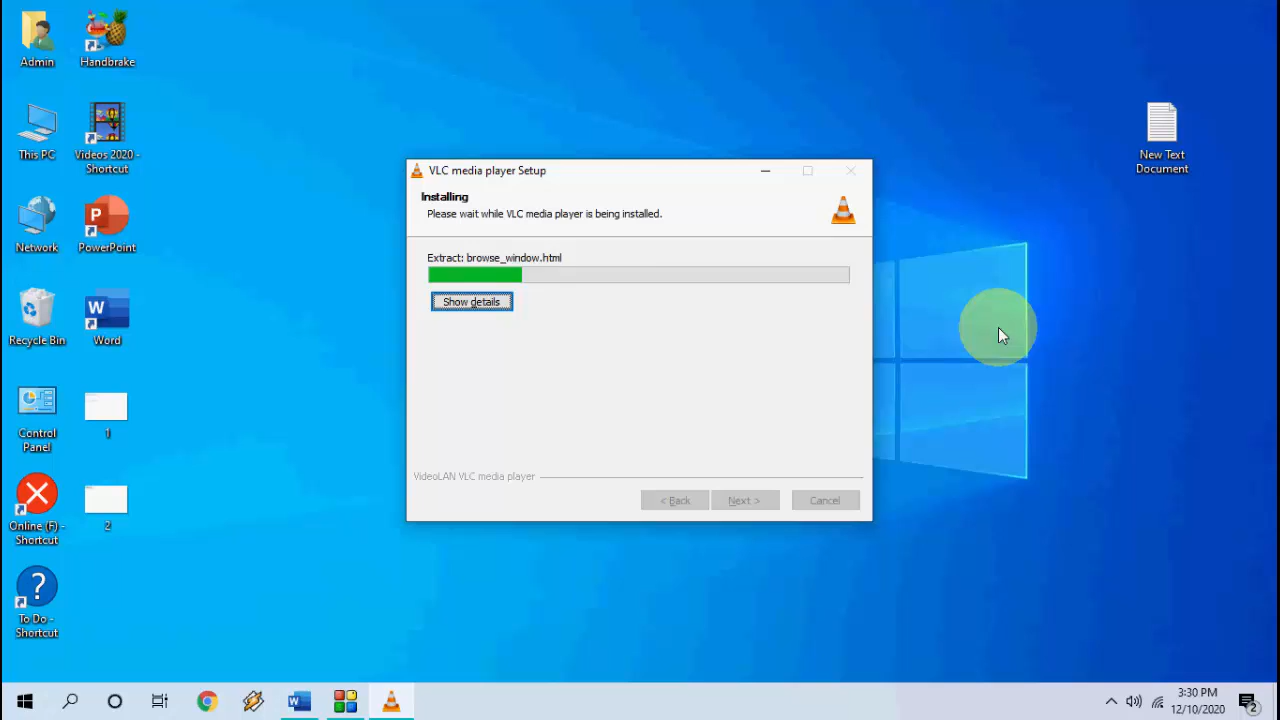 Admin
Handbrake
This PC
Videos 2020 -
Shortcut
Network
PowerPoint
Recycle Bin
Word
Control
Panel
1
Online (F) -
Shortcut
2
To Do -
Shortcut
New Text
Document
VLC media player Setup
Installing
Please wait while VLC media player is being installed.
Extract: browse_window.html
Show details
VideoLAN VLC media player
< Back
Next >
Cancel
3:30 PM
12/10/2020
2